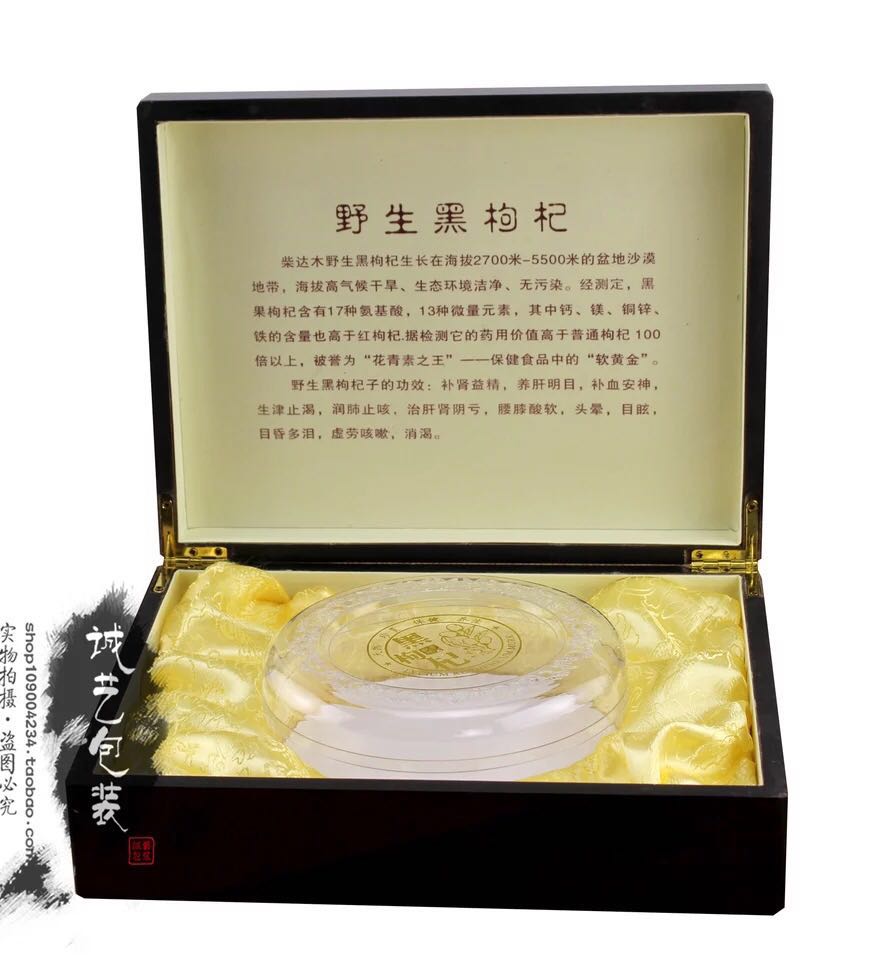 野生黑枸杞
柴达木野生黑枸杞生长在海拔2700米-5500米的盆地沙漠
地带，海拔高气候干旱、生态环境洁净、无污染。经测定，黑
果枸杞含有17种氨基酸，13种微量元素，其中钙、镁、铜锌、
铁的含量也高于红枸杞.据检测它的药用价值高于普通枸杞 100
倍以上，被誉为“花青素之王”——保健食品中的“软黄金”。
野生黑枸杞子的功效：补肾益精，养肝明目，补血安神，
生津止渴，润肺止咳，治肝肾阴亏，腰脖酸软，头晕，目眩，
目昏多泪，虚劳咳嗽，消渴。
保健
黑枸杞
诚艺包装
shop109004234.taobao.com
实物拍摄·盗图必究